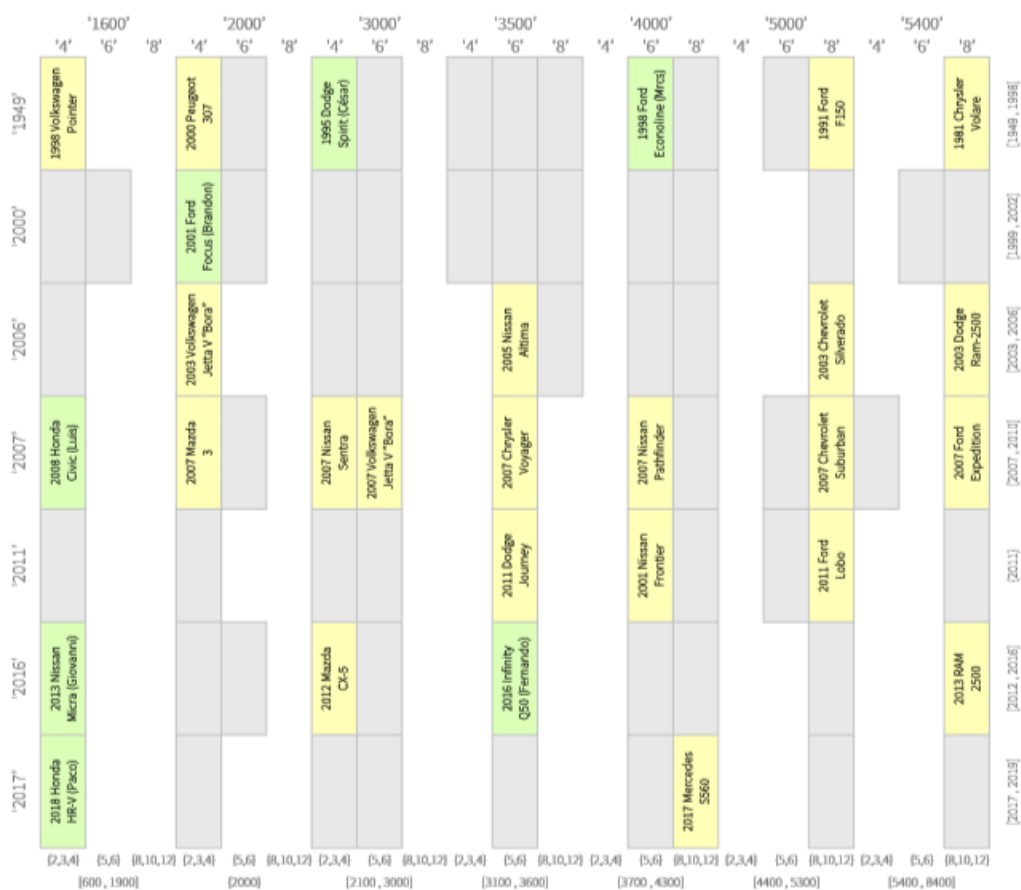 '1600' '2000' '3000' '3500' '4000' '5000' '5400'
'4' '6' '8' '4' '6' '8' '4' '6' '8' '4' '6' '8' '4' '6' '8' '4' '6' '8' '4' '6' '8'
'1949'
1998 Volkswagen
Pointer
2000 Peugeot
307
1995 Dodge
Spirit (César)
1998 Ford
Econoline (Mrcs)
1991 Ford
F150
1981 Chrysler
Volare
[1949 , 1998]
'2000'
2001 Ford
Focus (Brandon)
[1999 , 2002]
'2006'
2003 Volkswagen
Jetta V "Bora"
2005 Nissan
Altima
2003 Chevrolet
Silverado
2003 Dodge
Ram-2500
[2003 , 2006]
'2007'
2008 Honda
Civic (Luis)
2007 Mazda
3
2007 Nissan
Sentra
2007 Volkswagen
Jetta V "Bora"
2007 Chrysler
Voyager
2007 Nissan
Pathfinder
2007 Chevrolet
Suburban
2007 Ford
Expedition
[2007 , 2010]
'2011'
2011 Dodge
Journey
2001 Nissan
Frontier
2011 Ford
Lobo
{2011}
'2016'
2013 Nissan
Micra (Giovanni)
2012 Mazda
CX-5
2016 Infinity
Q50 (Fernando)
2013 RAM
2500
[2012 , 2016]
'2017'
2018 Honda
HR-V (Paco)
2017 Mercedes
S560
[2017 , 2019]
{2,3,4} {5,6} {8,10,12} {2,3,4} {5,6} {8,10,12} {2,3,4} {5,6} {8,10,12} {2,3,4} {5,6} {8,10,12} {2,3,4} {5,6} {8,10,12} {2,3,4} {5,6} {8,10,12} {2,3,4} {5,6} {8,10,12}
[600 , 1900] {2000} [2100 , 3000] [3100 , 3600] [3700 , 4300] [4400 , 5300] [5400 , 8400]